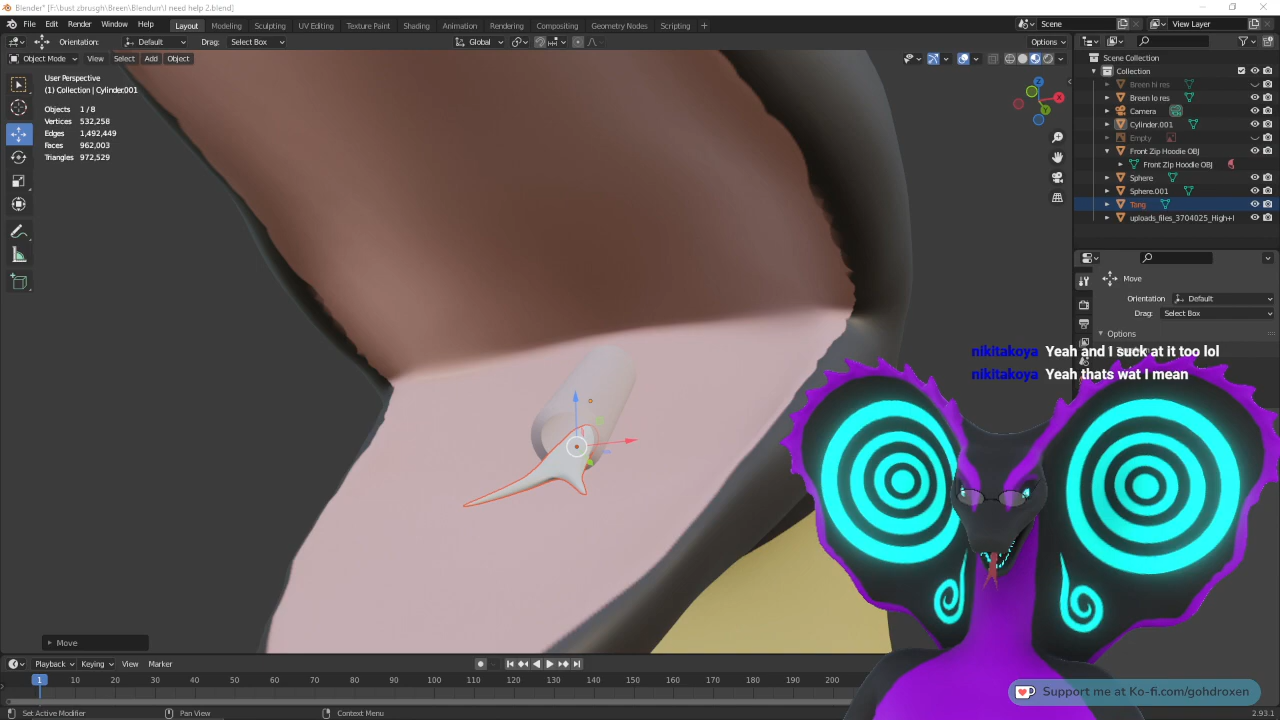 Blender* [F:\bust zbrusgh\Breen\Blendurr\I need help 2.blend]
File Edit Render Window Help Layout Modeling Sculpting UV Editing Texture Paint Shading Animation Rendering Compositing Geometry Nodes Scripting + Scene View Layer
Orientation: Default Drag: Select Box Global Options
Object Mode View Select Add Object
User Perspective
(1) Collection | Cylinder.001
Objects 1 / 8
Vertices 532,258
Edges 1,492,449
Faces 962,003
Triangles 972,529
Z
X
Y
Scene Collection
Collection
Breen hi res
Breen lo res
Camera
Cylinder.001
Empty
Front Zip Hoodie OBJ
Front Zip Hoodie OBJ
Sphere
Sphere.001
Tang
uploads_files_3704025_High+I
Move
Orientation Default
Drag: Select Box
Options
nikitakoya Yeah and I suck at it too lol
nikitakoya Yeah thats wat I mean
Move
Playback Keying View Marker
1 10 20 30 40 50 60 70 80 90 100 110 120 130 140 150 160 170 180 190 200
Support me at Ko-fi.com/gohdroxen
Set Active Modifier Pan View Context Menu 2.93.1